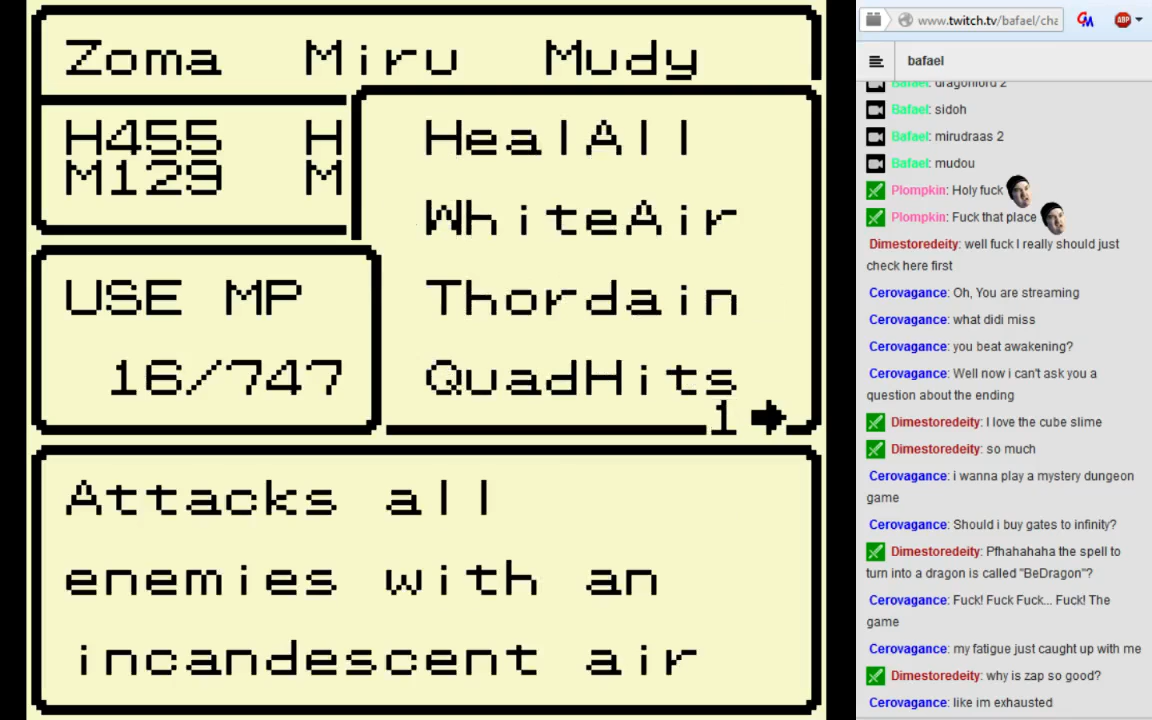 Zoma Miru Mudy
H455 H
M129 M
HealAll
WhiteAir
Thordain
QuadHits
1
USE MP
16/747
Attacks all
enemies with an
incandescent air
www.twitch.tv/bafael/cha
ABP
bafael
Bafael: dragonlord 2
Bafael: sidoh
Bafael: mirudraas 2
Bafael: mudou
Plompkin: Holy fuck
Plompkin: Fuck that place
Dimestoredeity: well fuck I really should just
check here first
Cerovagance: Oh, You are streaming
Cerovagance: what didi miss
Cerovagance: you beat awakening?
Cerovagance: Well now i can't ask you a
question about the ending
Dimestoredeity: I love the cube slime
Dimestoredeity: so much
Cerovagance: i wanna play a mystery dungeon
game
Cerovagance: Should i buy gates to infinity?
Dimestoredeity: Pfhahahaha the spell to
turn into a dragon is called "BeDragon"?
Cerovagance: Fuck! Fuck Fuck... Fuck! The
game
Cerovagance: my fatigue just caught up with me
Dimestoredeity: why is zap so good?
Cerovagance: like im exhausted